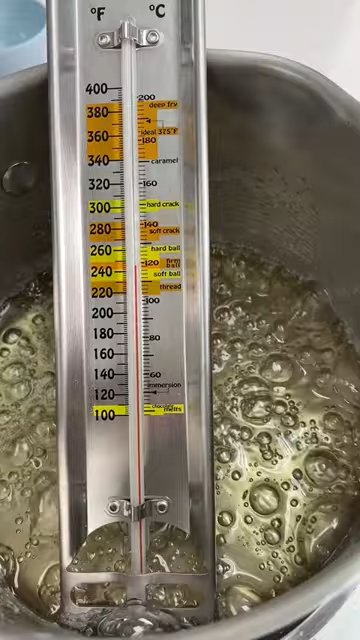 °F °C
400
200
380 deep fry
360 ideal 375°F
180
340 caramel
320 160
300 hard crack
140
280 soft crack
260 hard ball
120 firm ball
240 soft ball
220 thread
100
200
180 80
160
140 60
immersion
120
chocolate
100 melts